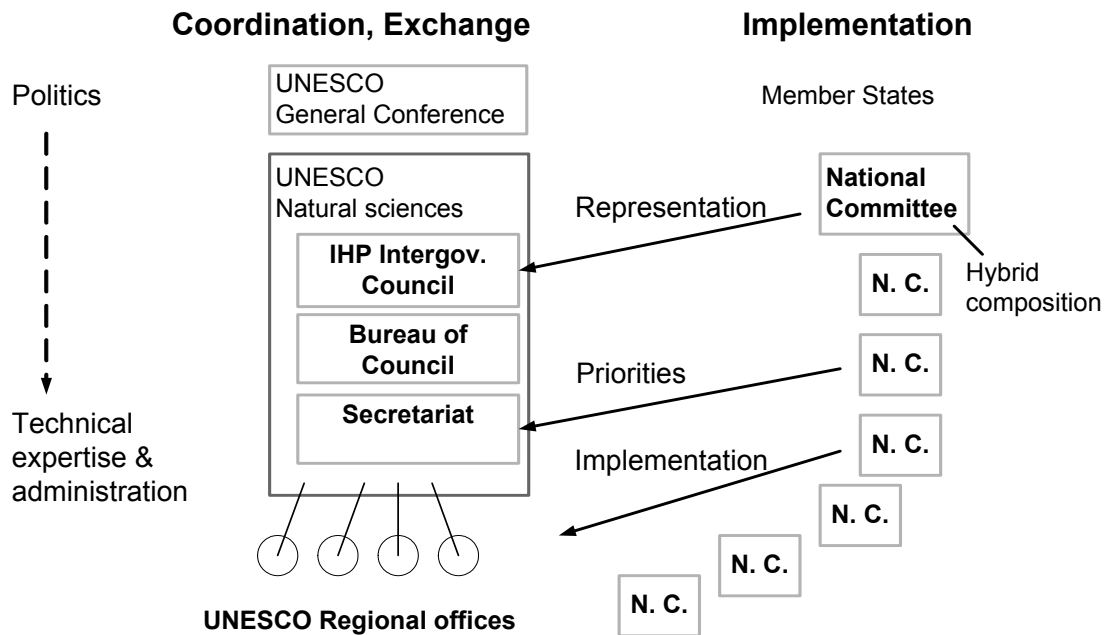 Coordination, Exchange
Implementation
Politics
UNESCO
General Conference
Member States
UNESCO
Natural sciences
National
Committee
Representation
IHP Intergov.
Council
Hybrid
composition
N. C.
Bureau of
Council
Priorities
N. C.
Technical
expertise &
administration
Secretariat
Implementation
N. C.
N. C.
N. C.
N. C.
UNESCO Regional offices